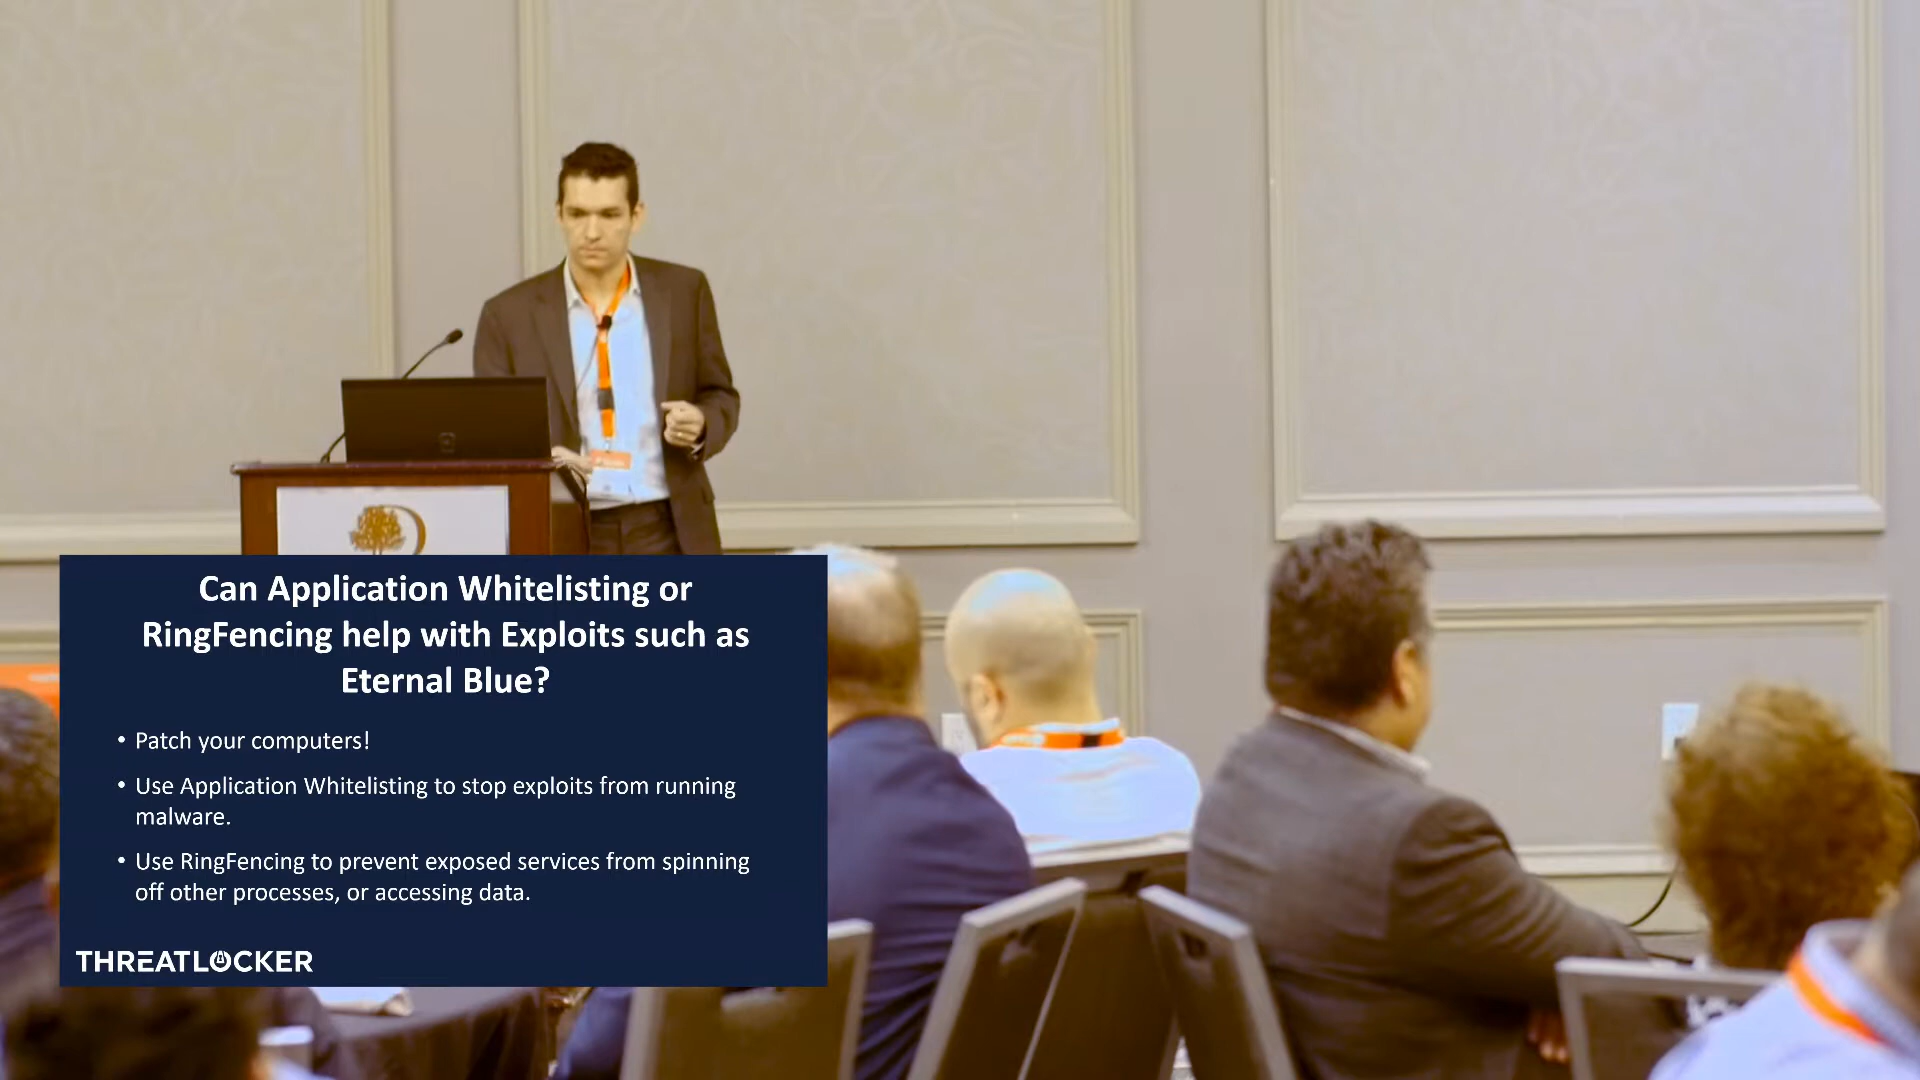 Can Application Whitelisting or
RingFencing help with Exploits such as
Eternal Blue?
• Patch your computers!
• Use Application Whitelisting to stop exploits from running
malware.
• Use RingFencing to prevent exposed services from spinning
off other processes, or accessing data.
THREATLOCKER